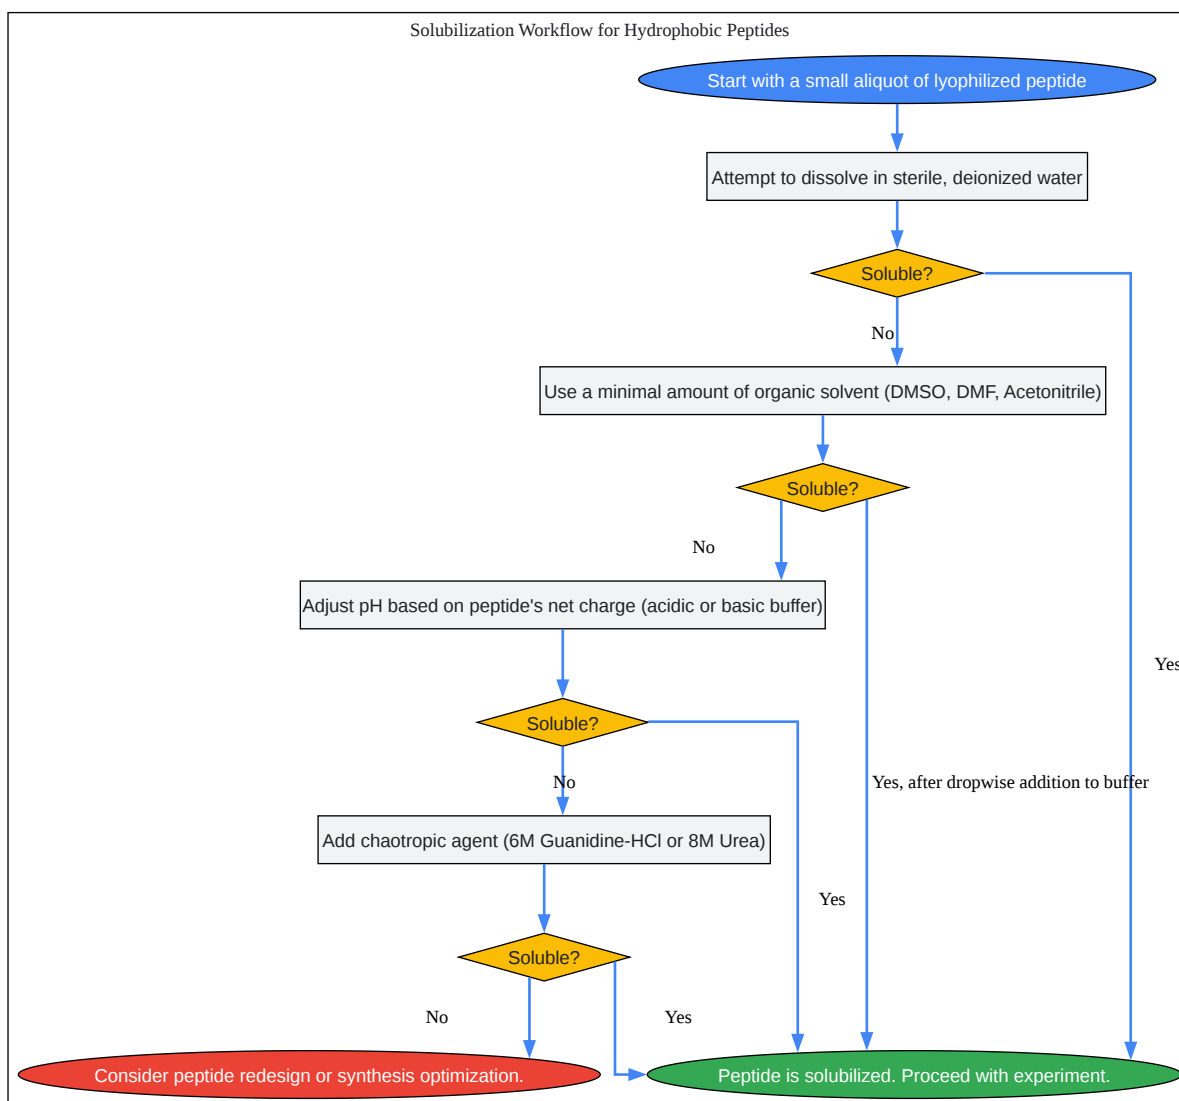 Solubilization Workflow for Hydrophobic Peptides
Start with a small aliquot of lyophilized peptide
Attempt to dissolve in sterile, deionized water
Soluble?
No
Use a minimal amount of organic solvent (DMSO, DMF, Acetonitrile)
Soluble?
No
Adjust pH based on peptide's net charge (acidic or basic buffer)
Yes
Soluble?
No
Yes, after dropwise addition to buffer
Add chaotropic agent (6M Guanidine-HCl or 8M Urea)
Yes
Soluble?
No
Yes
Consider peptide redesign or synthesis optimization.
Peptide is solubilized. Proceed with experiment.